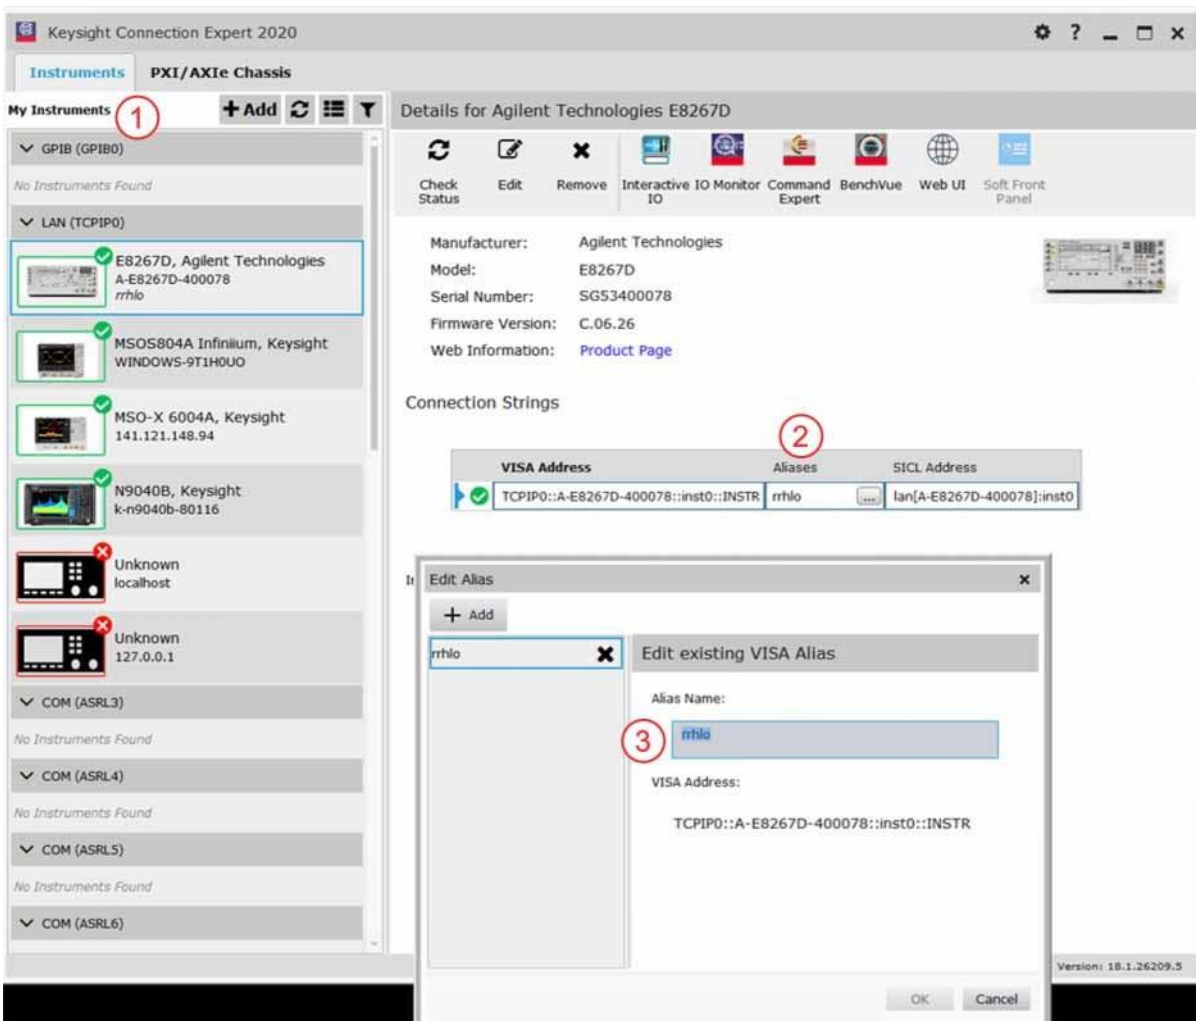 Keysight Connection Expert 2020
?
Instruments PXI/AXIe Chassis
My Instruments
1
+ Add
GPIB (GPIB0)
No Instruments Found
LAN (TCPIP0)
E8267D, Agilent Technologies
A-E8267D-400078
rrhlo
MSOS804A Infiniium, Keysight
WINDOWS-9T1H0UO
MSO-X 6004A, Keysight
141.121.148.94
N9040B, Keysight
k-n9040b-80116
Unknown
localhost
Unknown
127.0.0.1
COM (ASRL3)
No Instruments Found
COM (ASRL4)
No Instruments Found
COM (ASRL5)
No Instruments Found
COM (ASRL6)
Details for Agilent Technologies E8267D
Check Status
Edit
Remove
Interactive IO
IO Monitor
Command Expert
BenchVue
Web UI
Soft Front Panel
Manufacturer: Agilent Technologies
Model: E8267D
Serial Number: SG53400078
Firmware Version: C.06.26
Web Information: Product Page
Connection Strings
2
VISA Address Aliases SICL Address
TCPIP0::A-E8267D-400078::inst0::INSTR rrhlo ... lan[A-E8267D-400078]:inst0
Edit Alias
+ Add
rrhlo
Edit existing VISA Alias
Alias Name:
3
rrhlo
VISA Address:
TCPIP0::A-E8267D-400078::inst0::INSTR
OK Cancel
Version: 18.1.26209.5